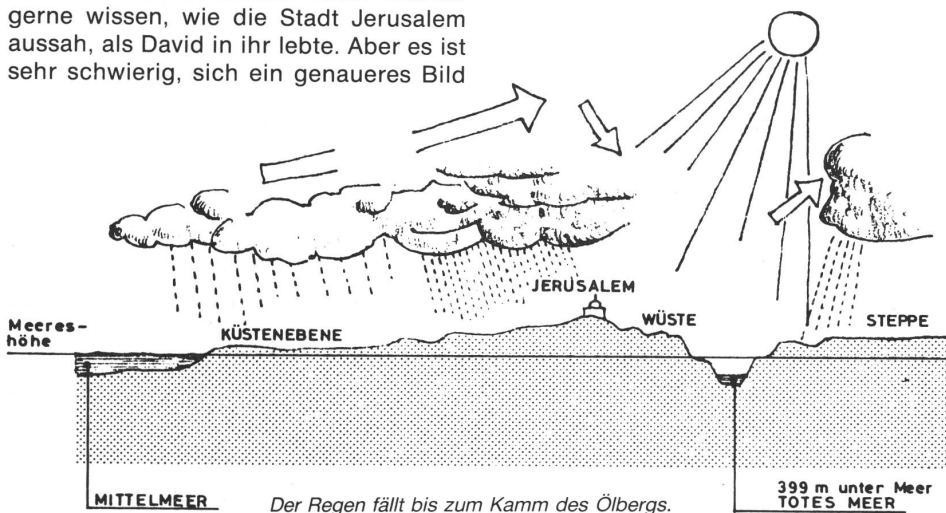 gerne wissen, wie die Stadt Jerusalem
aussah, als David in ihr lebte. Aber es ist
sehr schwierig, sich ein genaueres Bild
JERUSALEM
Meeres-
höhe
KÜSTENEBENE
WÜSTE
STEPPE
MITTELMEER
Der Regen fällt bis zum Kamm des Ölbergs.
399 m unter Meer
TOTES MEER